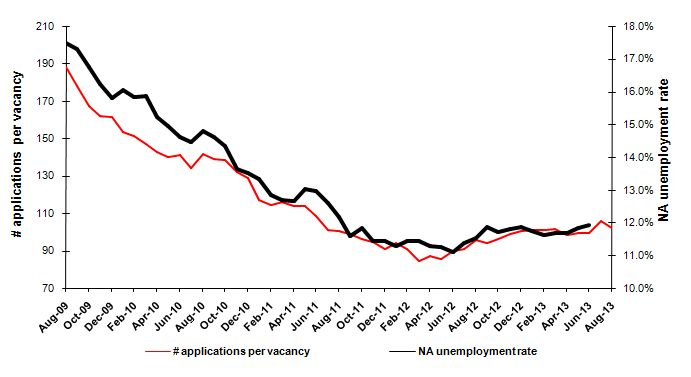 210
190
170
150
130
110
90
70
# applications per vacancy
18.0%
17.0%
16.0%
15.0%
14.0%
13.0%
12.0%
11.0%
10.0%
NA unemployment rate
Aug-09
Oct-09
Dec-09
Feb-10
Apr-10
Jun-10
Aug-10
Oct-10
Dec-10
Feb-11
Apr-11
Jun-11
Aug-11
Oct-11
Dec-11
Feb-12
Apr-12
Jun-12
Aug-12
Oct-12
Dec-12
Feb-13
Apr-13
Jun-13
Aug-13
# applications per vacancy
NA unemployment rate